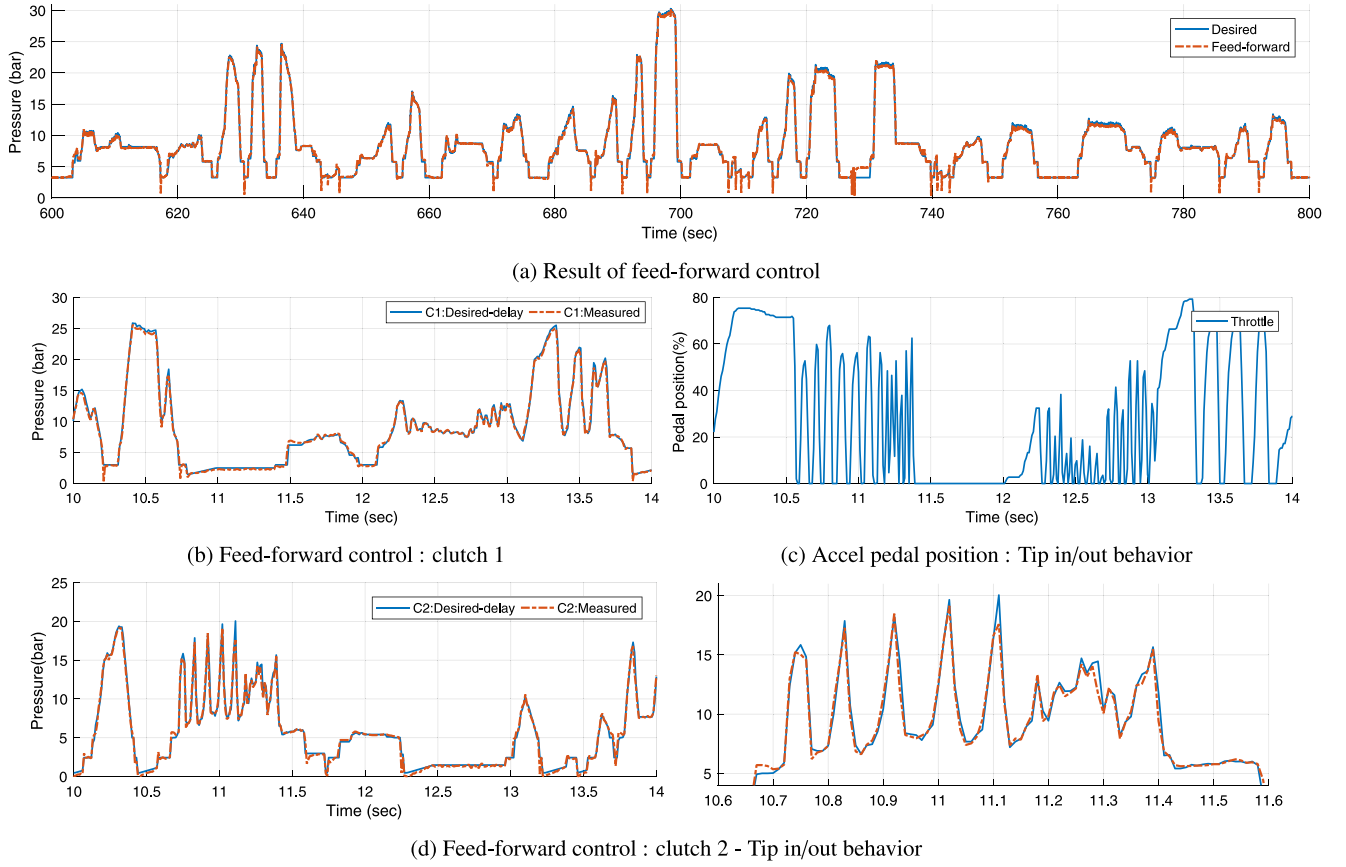 30
25
20
15
10
5
0
Pressure (bar)
Desired
Feed-forward
600 620 640 660 680 700 720 740 760 780 800
Time (sec)
(a) Result of feed-forward control
30
25
20
15
10
5
0
Pressure (bar)
C1:Desired-delay C1:Measured
10 10.5 11 11.5 12 12.5 13 13.5 14
Time (sec)
(b) Feed-forward control : clutch 1
80
60
40
20
0
Pedal position(%)
Throttle
10 10.5 11 11.5 12 12.5 13 13.5 14
Time (sec)
(c) Accel pedal position : Tip in/out behavior
25
20
15
10
5
0
Pressure(bar)
C2:Desired-delay C2:Measured
10 10.5 11 11.5 12 12.5 13 13.5 14
Time (sec)
20
15
10
5
10.6 10.7 10.8 10.9 11 11.1 11.2 11.3 11.4 11.5 11.6
(d) Feed-forward control : clutch 2 - Tip in/out behavior